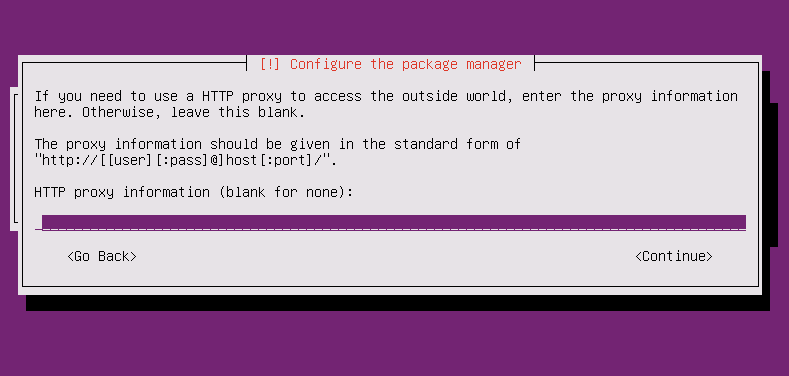 [!] Configure the package manager
If you need to use a HTTP proxy to access the outside world, enter the proxy information
here. Otherwise, leave this blank.
The proxy information should be given in the standard form of
"http://[[user][:pass]@]host[:port]/".
HTTP proxy information (blank for none):
<Go Back> <Continue>